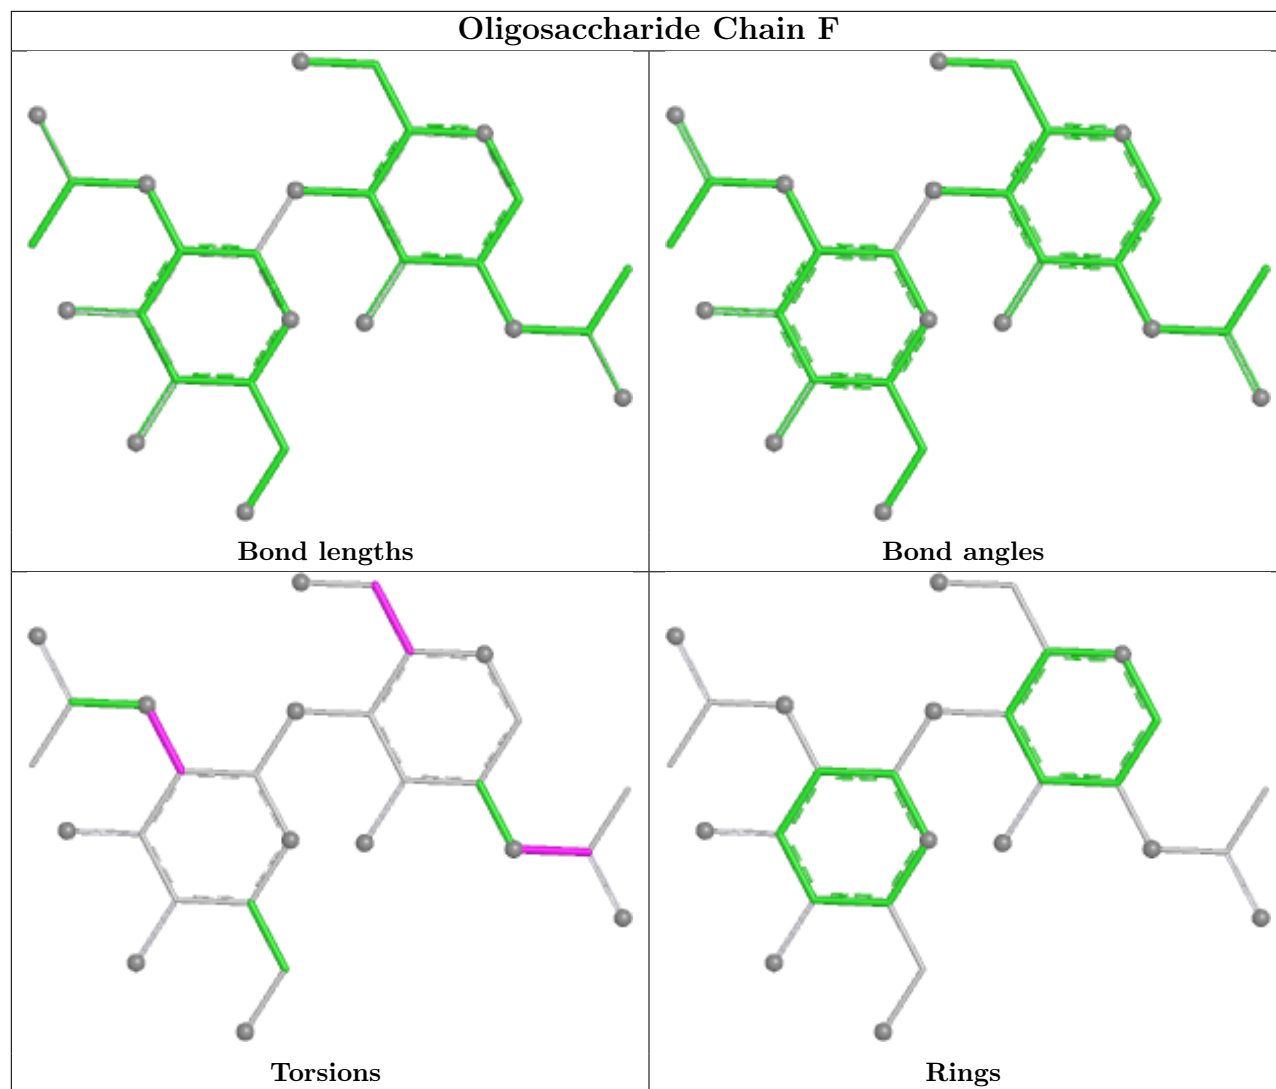 Oligosaccharide Chain F
Bond lengths
Bond angles
Torsions
Rings